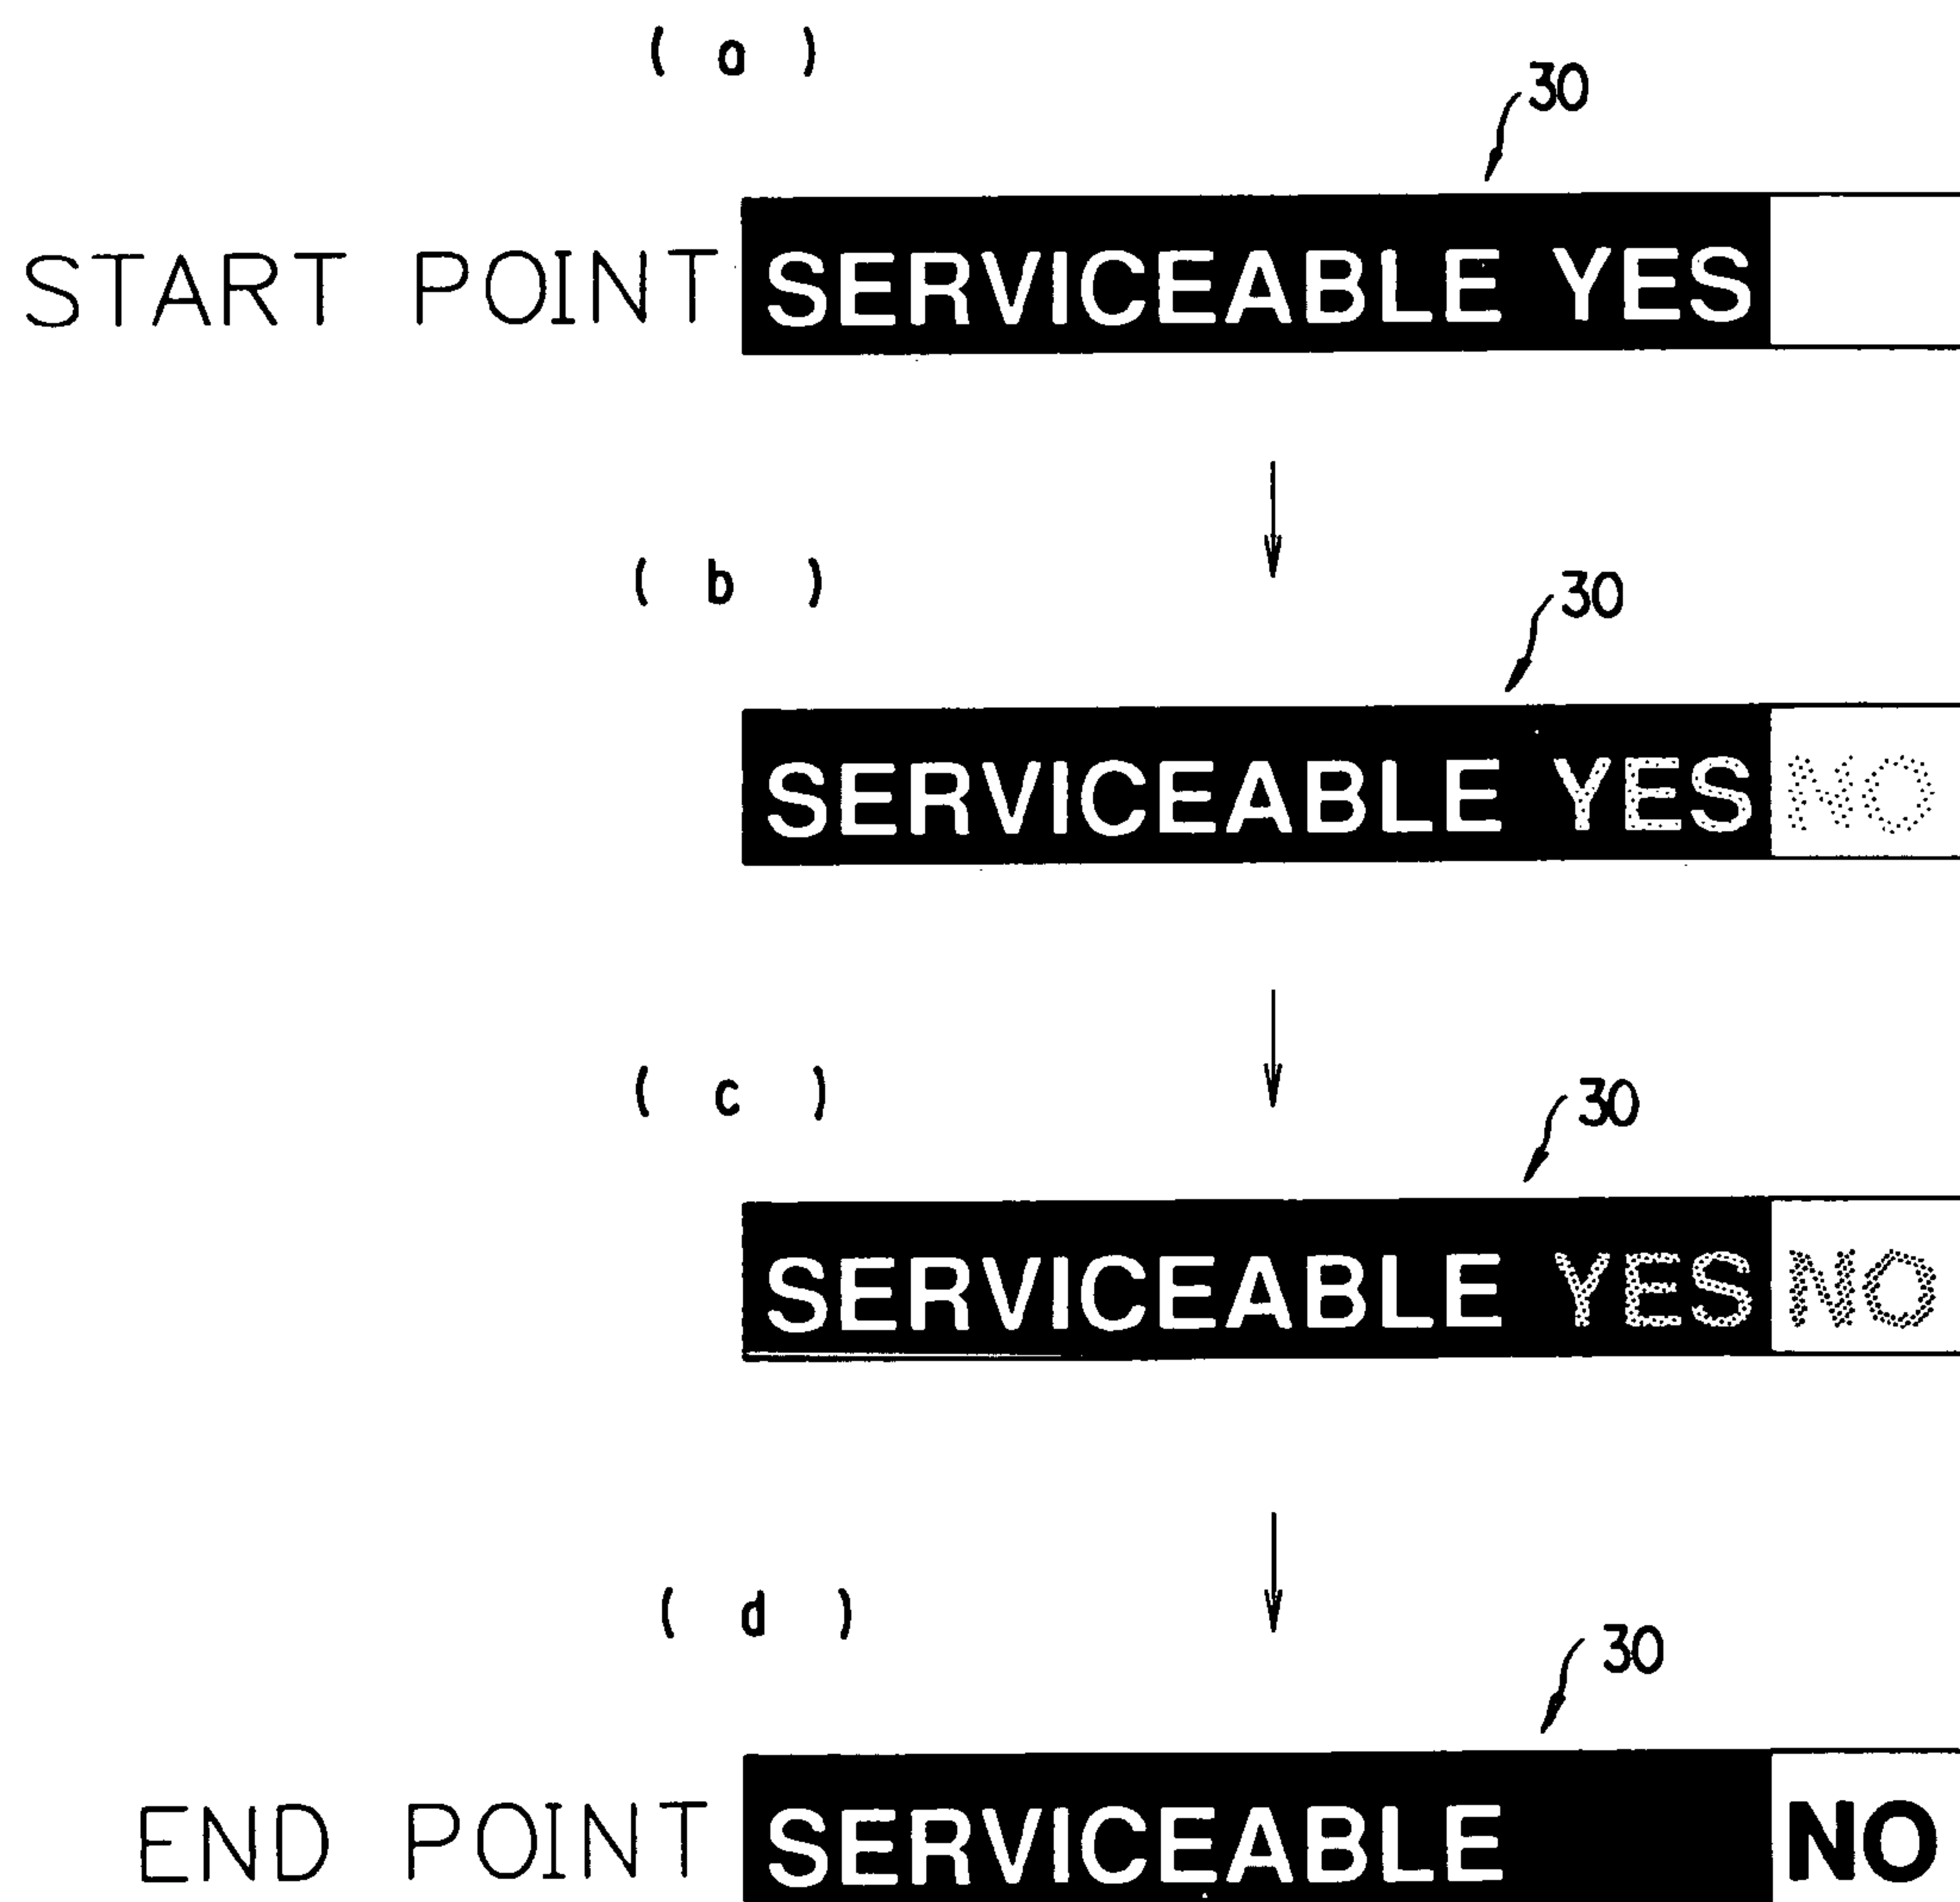 ( a )
30
START POINT SERVICEABLE YES
( b )
30
SERVICEABLE YES NO
( c )
30
SERVICEABLE YES NO
( d )
30
END POINT SERVICEABLE NO